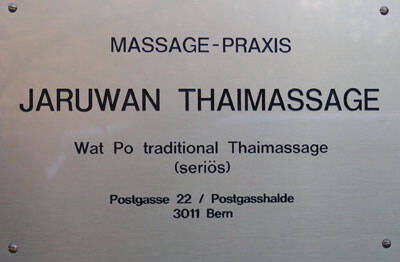 MASSAGE-PRAXIS
JARUWAN THAIMASSAGE
Wat Po traditional Thaimassage
(seriös)
Postgasse 22 / Postgasshalde
3011 Bern